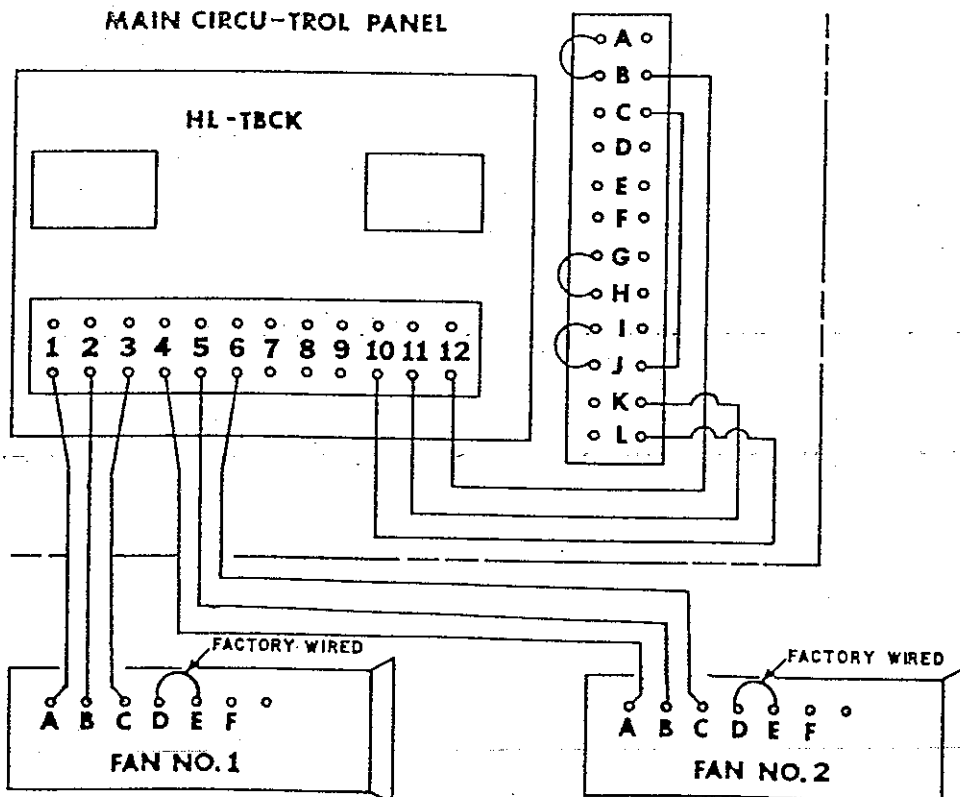 MAIN CIRCU-TROL PANEL
HL-TBCK
A
B
C
D
E
F
G
H
I
J
K
L
1 2 3 4 5 6 7 8 9 10 11 12
FACTORY WIRED
A B C D E F
FAN NO. 1
FACTORY WIRED
A B C D E F
FAN NO. 2